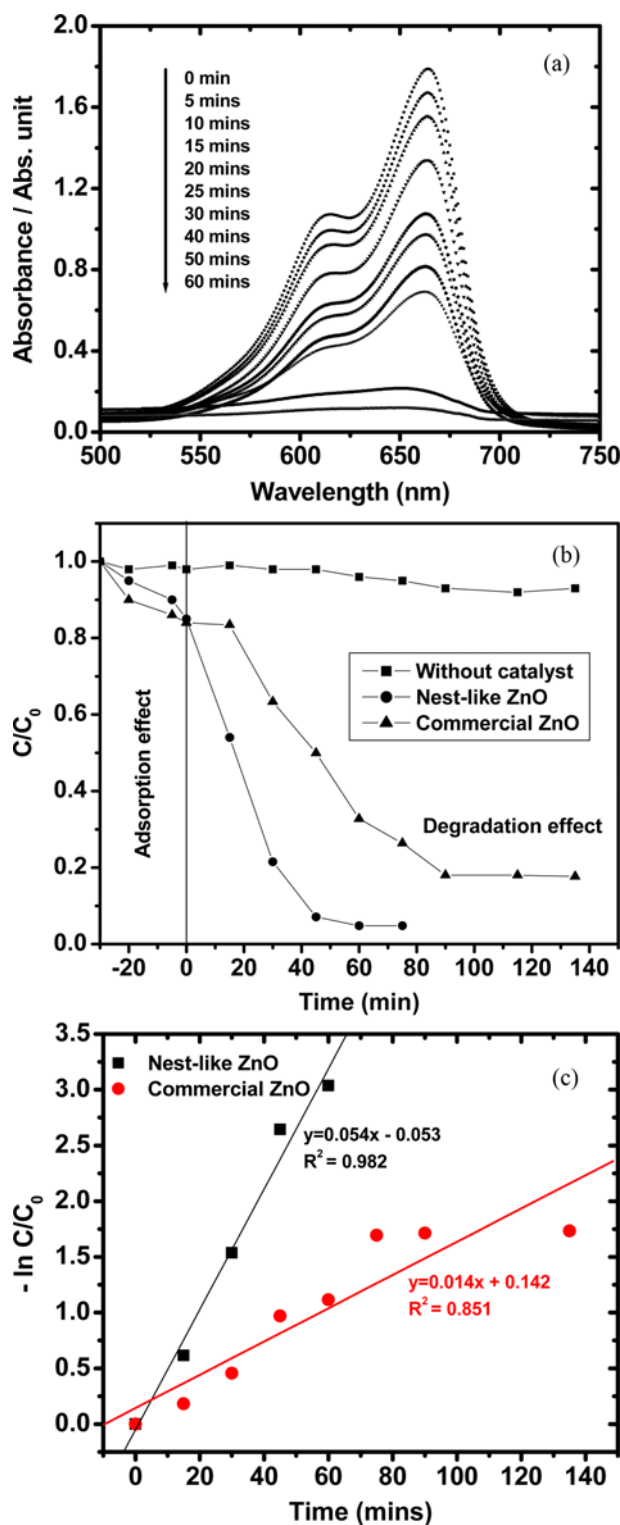 (a)
2.0
1.6
1.2
0.8
0.4
0.0
Absorbance / Abs. unit
0 min
5 mins
10 mins
15 mins
20 mins
25 mins
30 mins
40 mins
50 mins
60 mins
500 550 600 650 700 750
Wavelength (nm)
(b)
1.0
0.8
0.6
0.4
0.2
0.0
C/C0
Adsorption effect
Without catalyst
Nest-like ZnO
Commercial ZnO
Degradation effect
-20 0 20 40 60 80 100 120 140
Time (min)
(c)
3.5
3.0
2.5
2.0
1.5
1.0
0.5
0.0
- ln C/C0
Nest-like ZnO
Commercial ZnO
y=0.054x - 0.053
R2 = 0.982
y=0.014x + 0.142
R2 = 0.851
0 20 40 60 80 100 120 140
Time (mins)